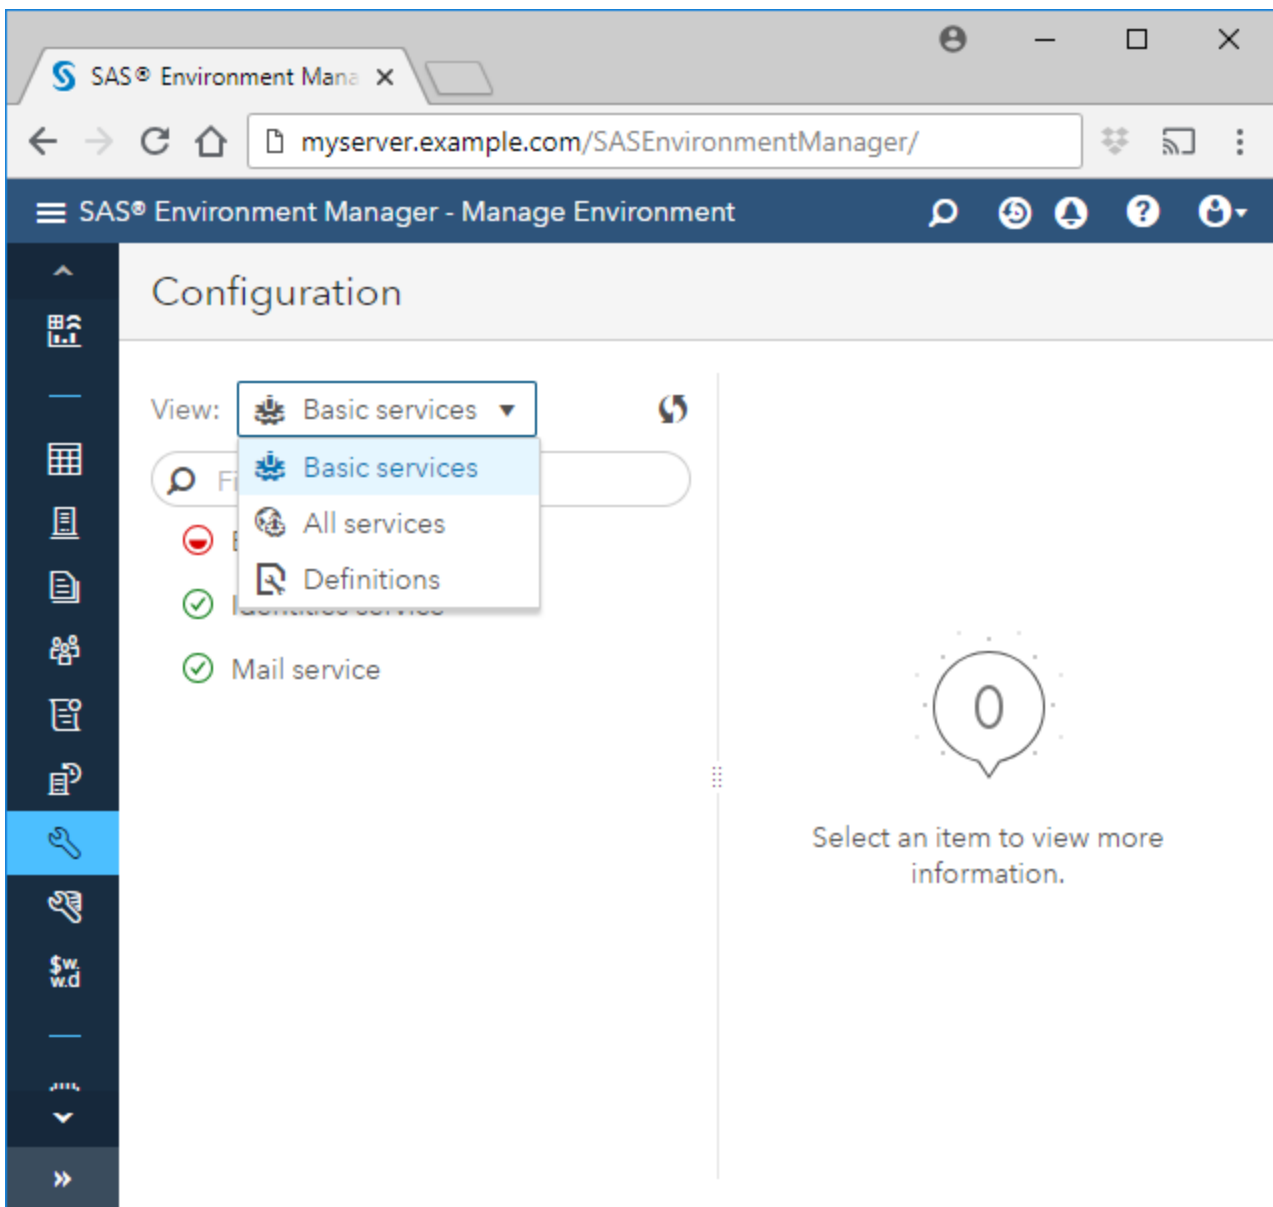 SAS® Environment Mana
myserver.example.com/SASEnvironmentManager/
SAS® Environment Manager - Manage Environment
Configuration
View: Basic services
Basic services
All services
Definitions
Mail service
0
Select an item to view more
information.
$w.
w.d